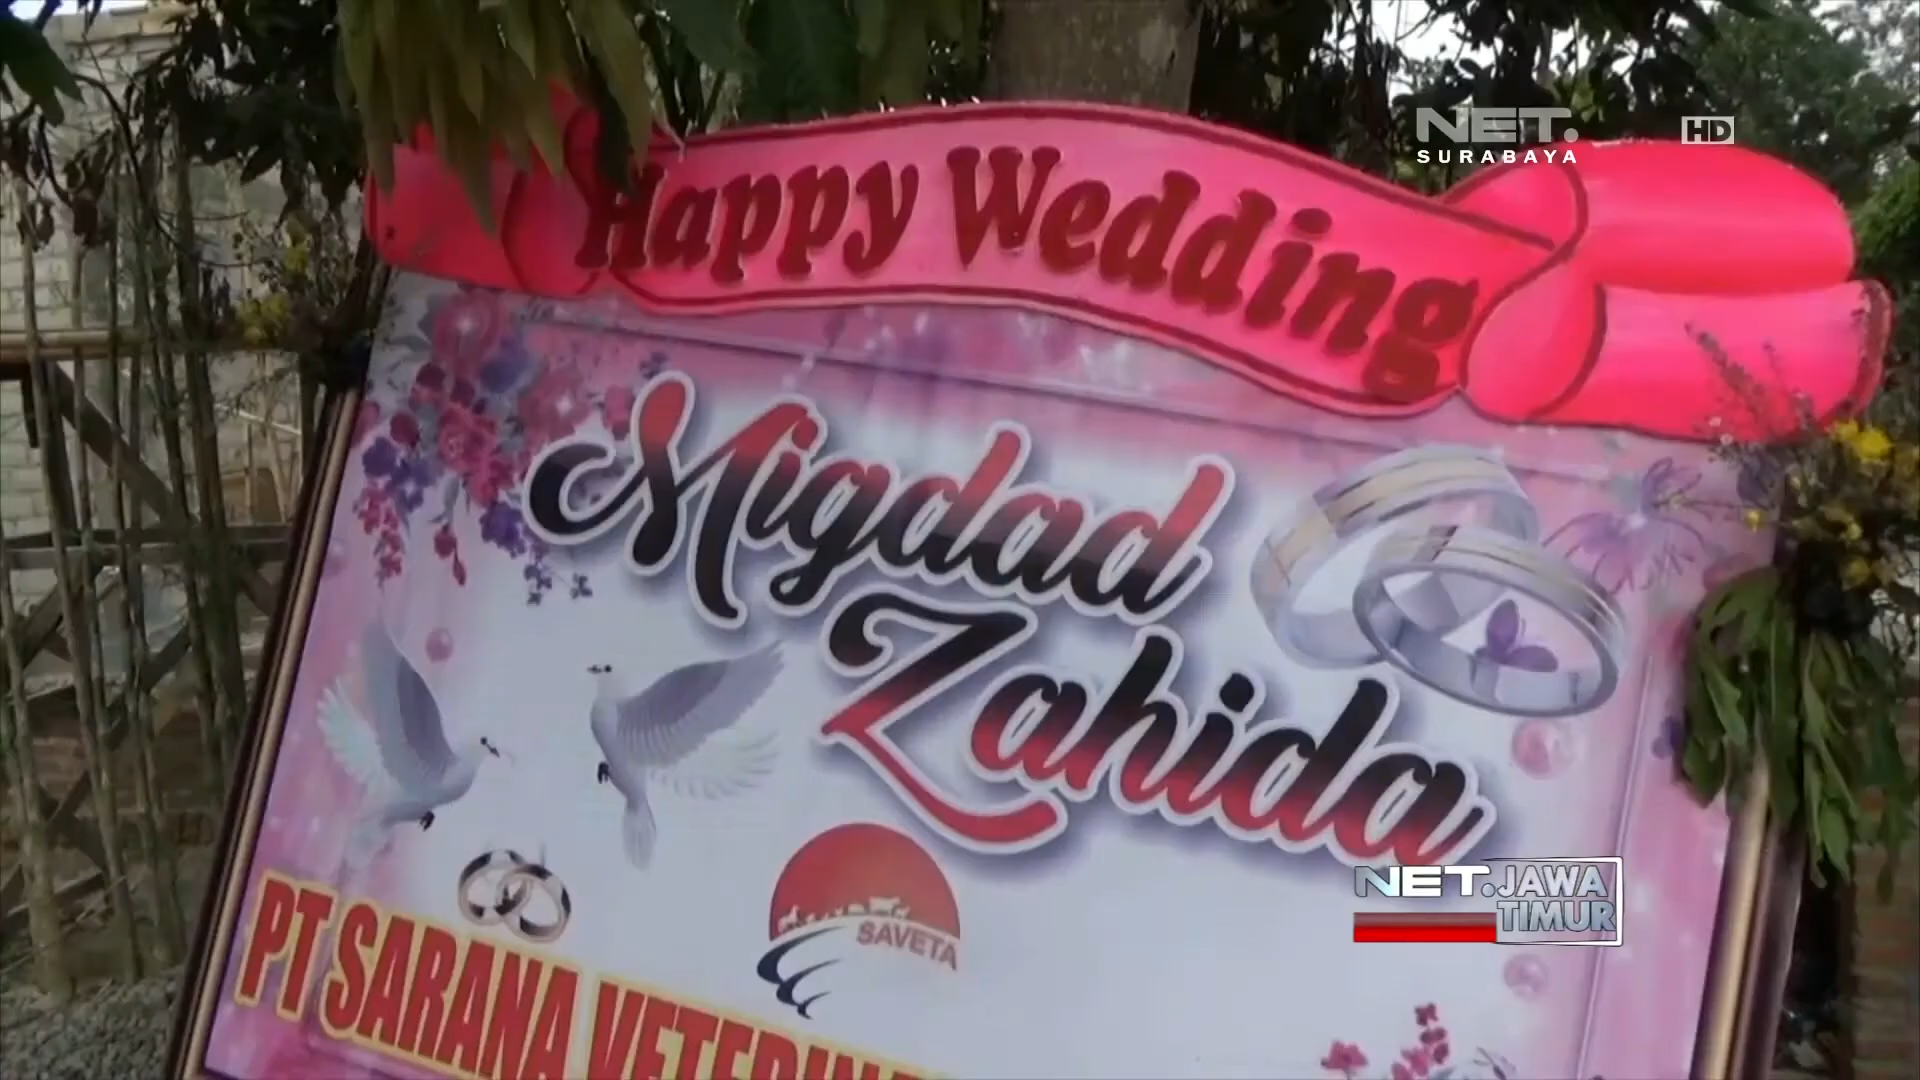 NET.
SURABAYA
HD
Happy Wedding
Migdad
Zahida
SAVETA
NET. JAWA
TIMUR
PT SARANA